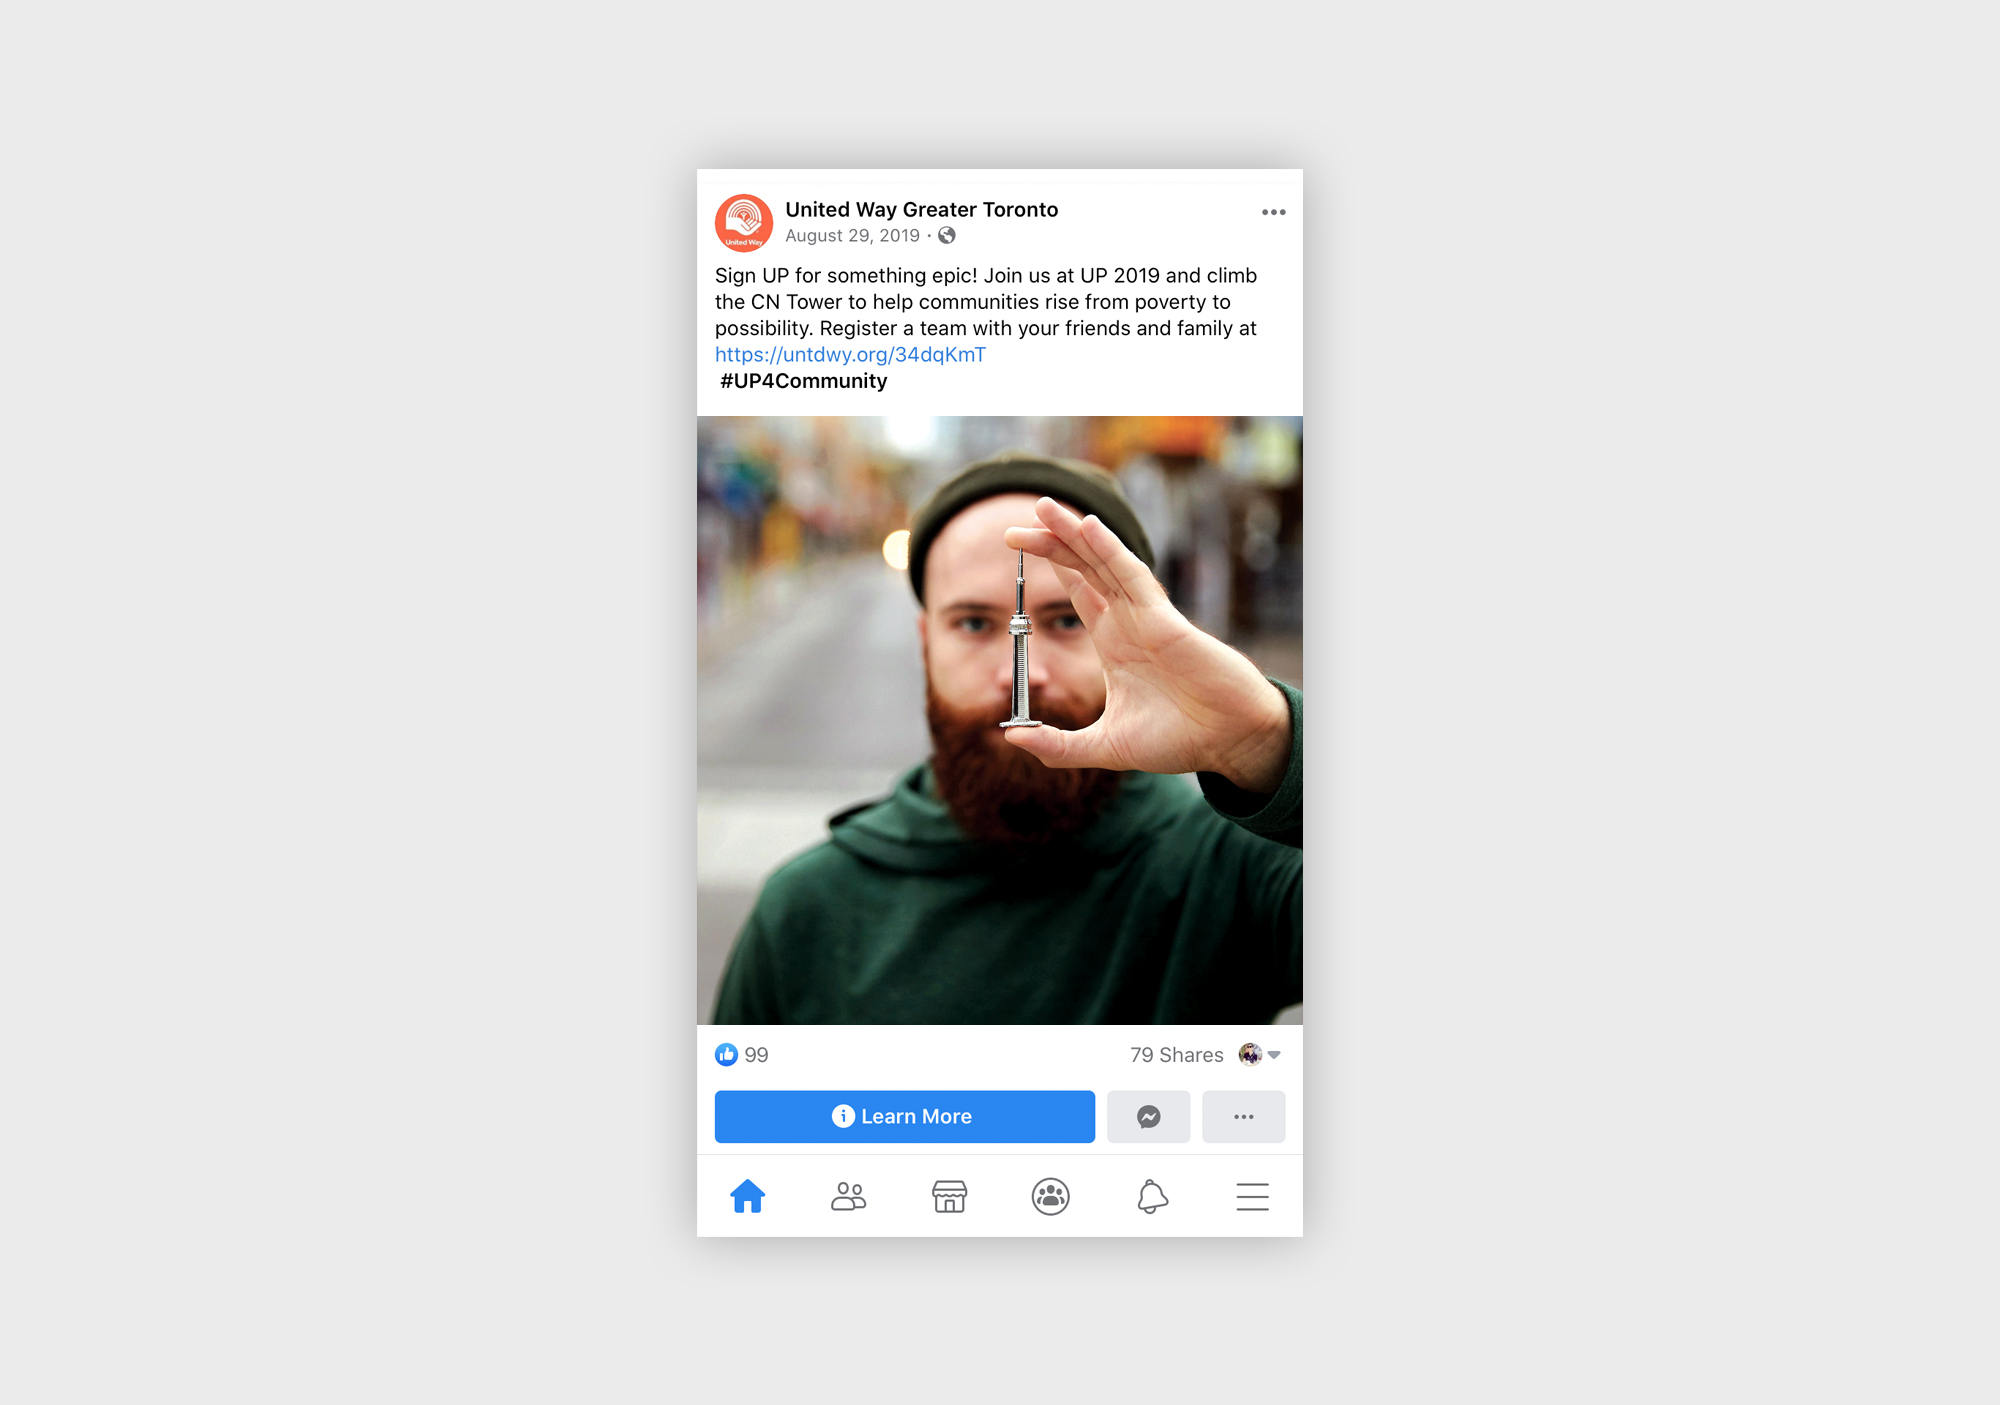 United Way
United Way Greater Toronto
August 29, 2019 ·
Sign UP for something epic! Join us at UP 2019 and climb
the CN Tower to help communities rise from poverty to
possibility. Register a team with your friends and family at
https://untdwy.org/34dqKmT
#UP4Community
99
79 Shares
Learn More